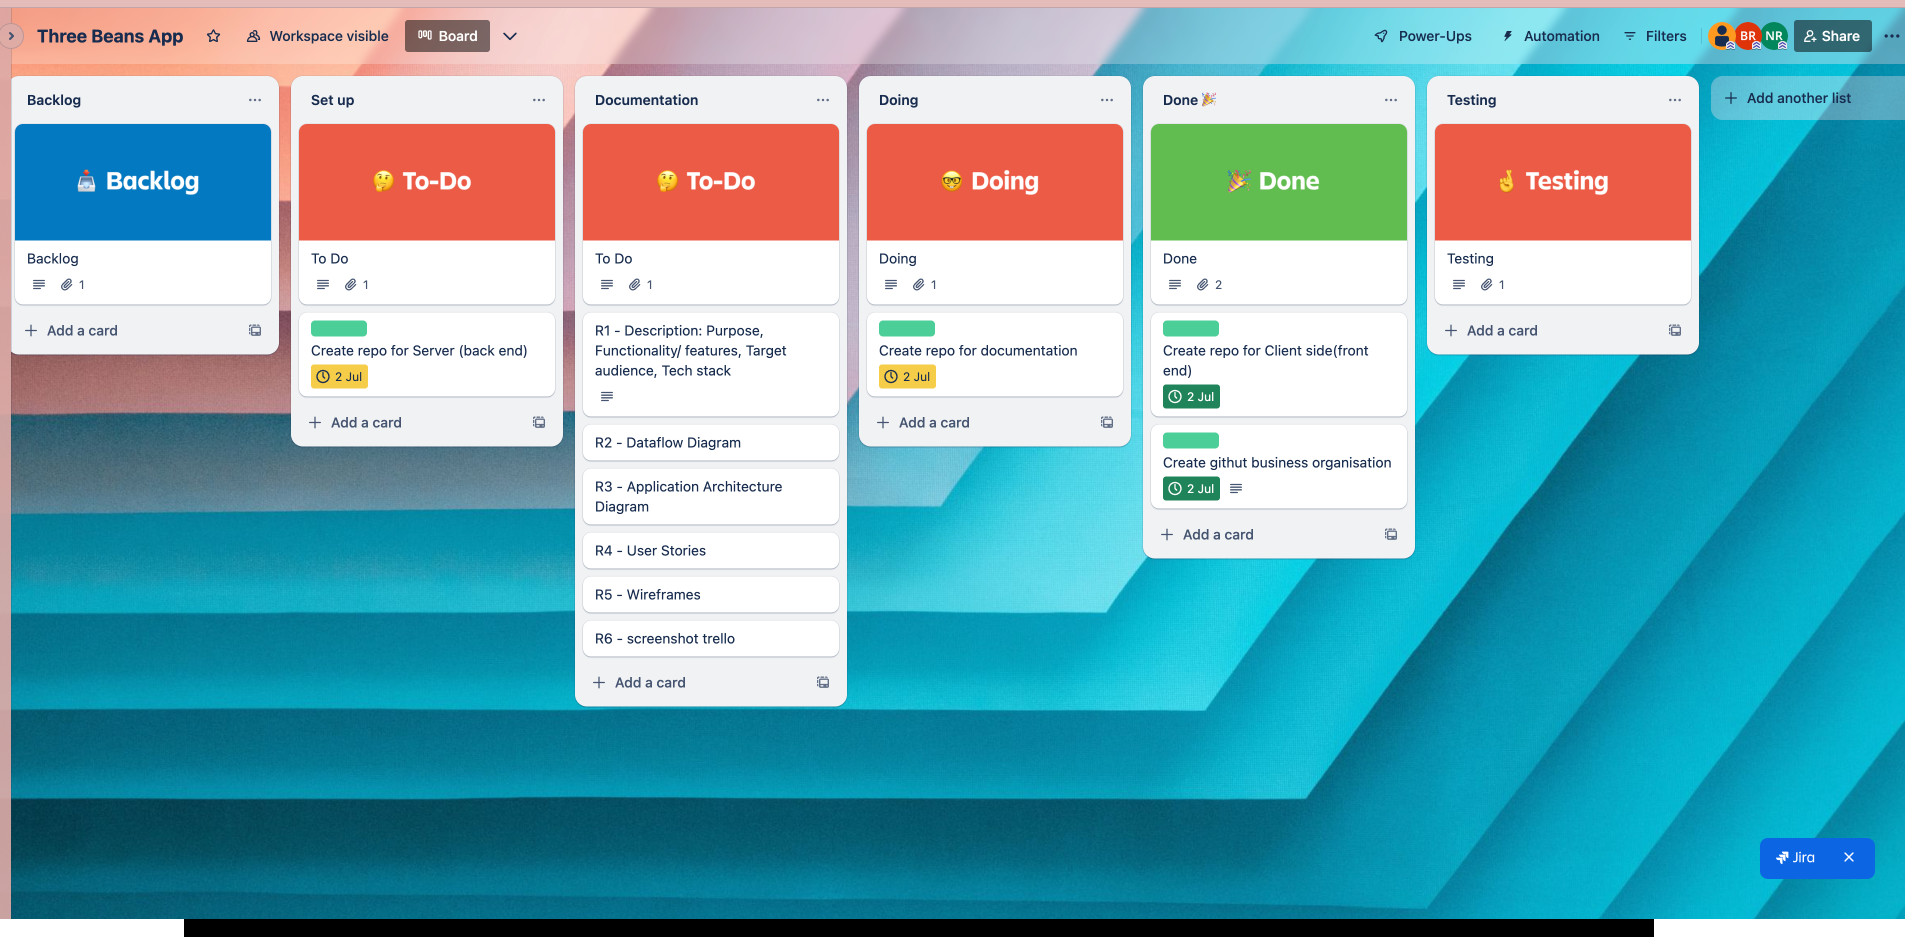 Three Beans App
Workspace visible
Board
Power-Ups
Automation
Filters
BR
NR
Share
Backlog
Backlog
Backlog
1
Add a card
Set up
🤔 To-Do
To Do
1
Create repo for Server (back end)
2 Jul
Add a card
Documentation
🤔 To-Do
To Do
1
R1 - Description: Purpose,
Functionality/ features, Target
audience, Tech stack
R2 - Dataflow Diagram
R3 - Application Architecture
Diagram
R4 - User Stories
R5 - Wireframes
R6 - screenshot trello
Add a card
Doing
🤓 Doing
Doing
1
Create repo for documentation
2 Jul
Add a card
Done 🎉
🎉 Done
Done
2
Create repo for Client side(front
end)
2 Jul
Create githut business organisation
2 Jul
Add a card
Testing
🤞 Testing
Testing
1
Add a card
Add another list
Jira